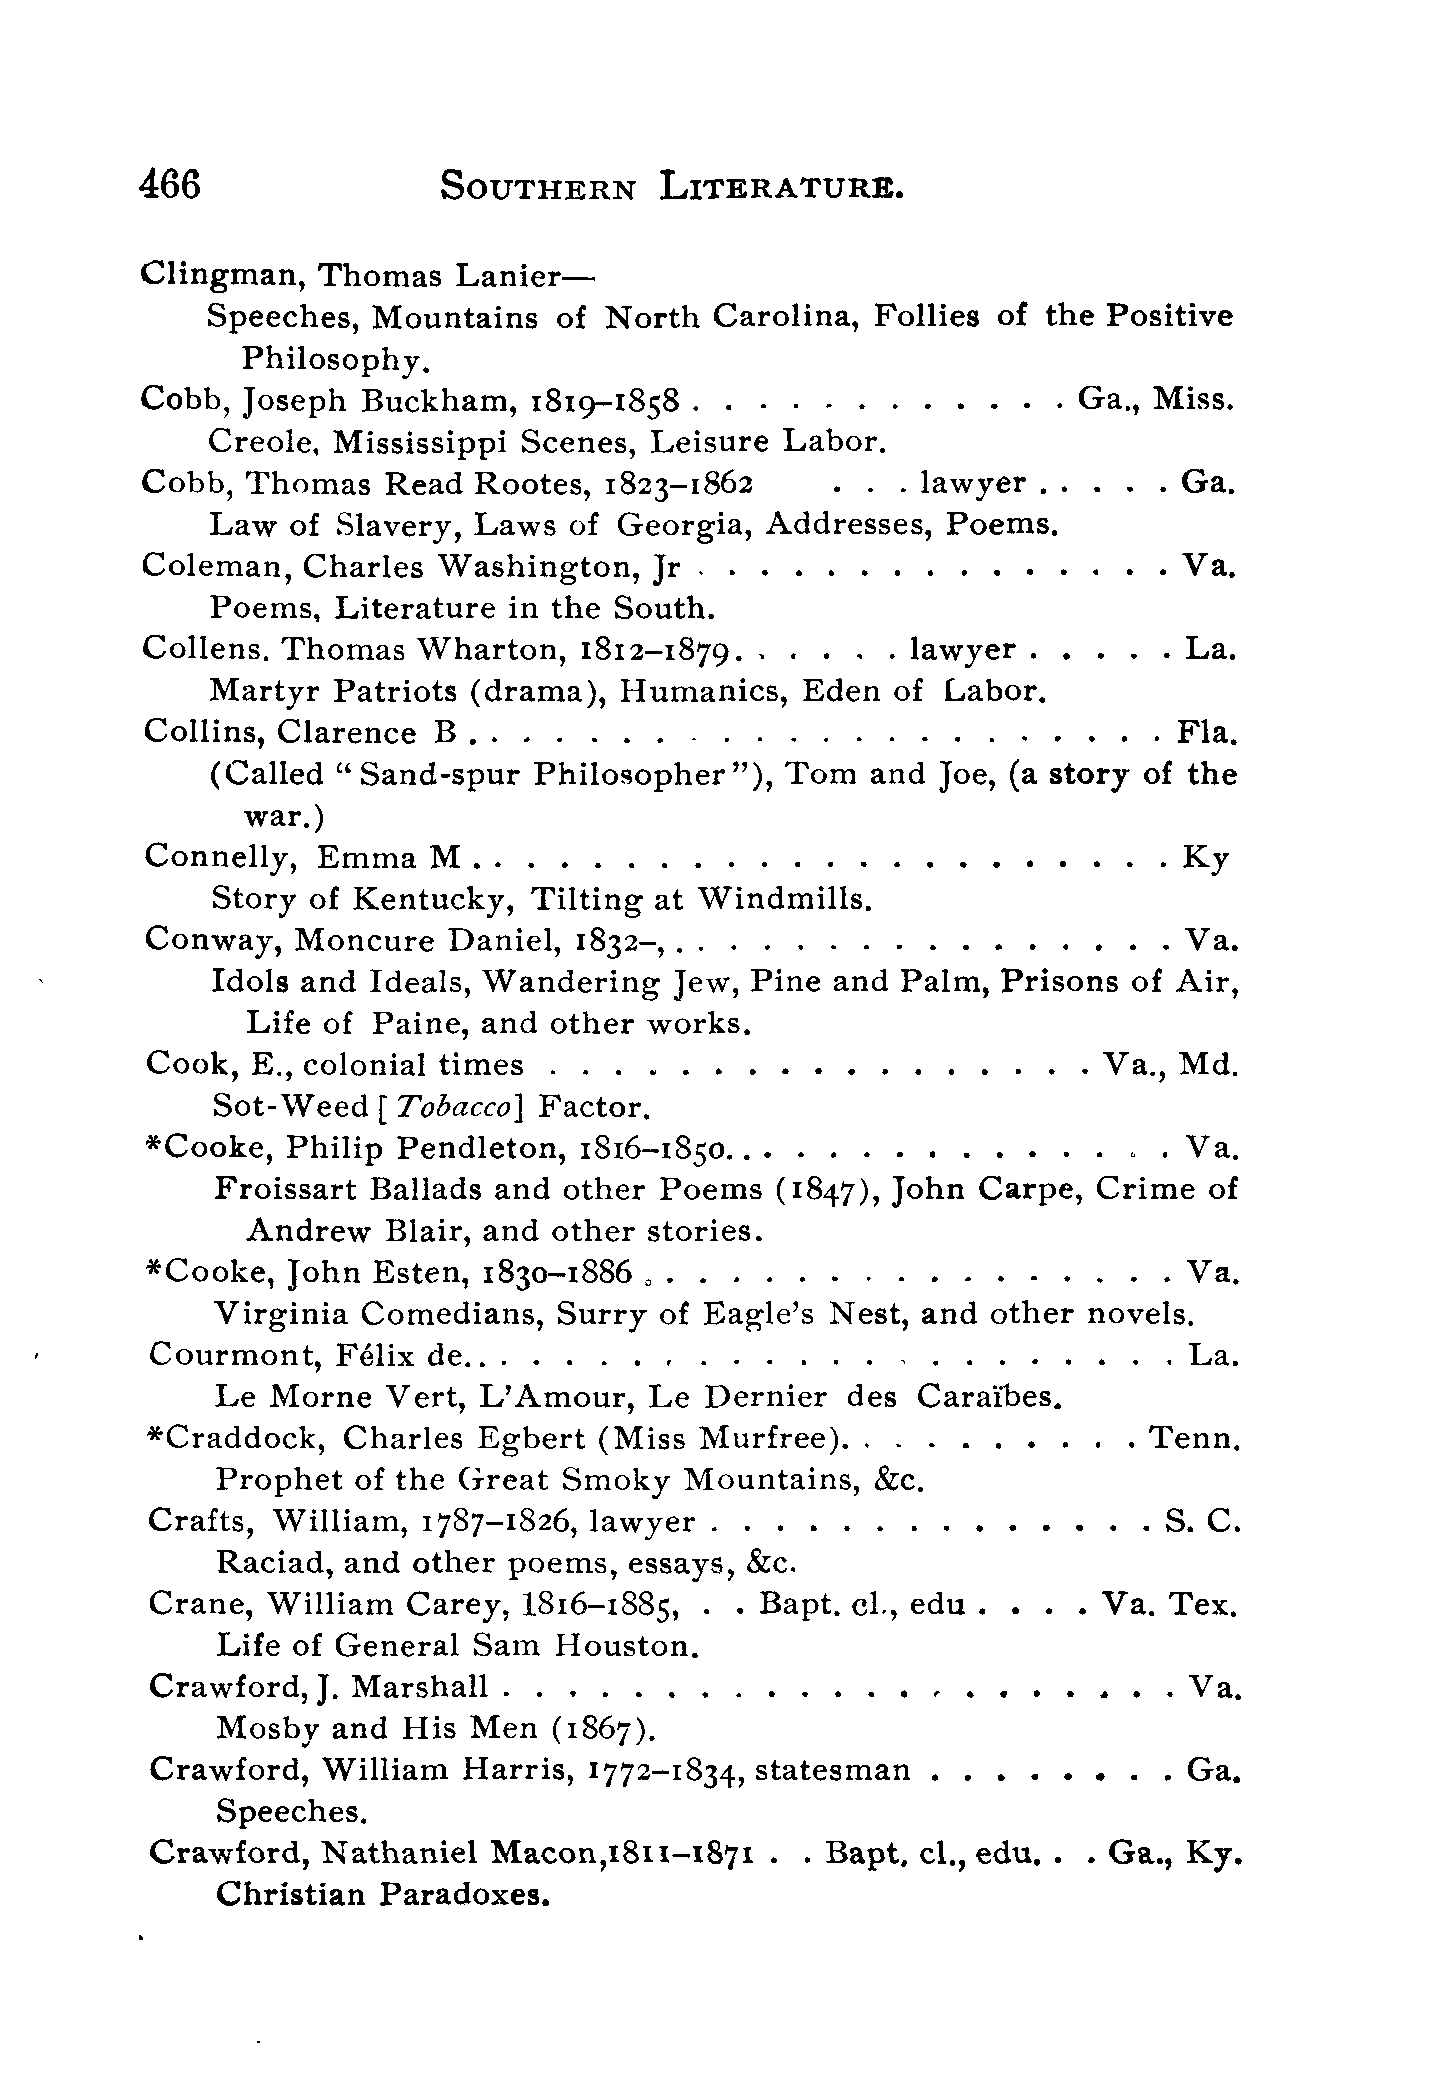 466 SOUTHERN LITERATURE.
Clingman, Thomas Lanier—
Speeches, Mountains of North Carolina, Follies of the Positive
Philosophy.
Cobb, Joseph Buckham, 1819–1858 . . . . . . . . . . . . Ga., Miss.
Creole, Mississippi Scenes, Leisure Labor.
Cobb, Thomas Read Rootes, 1823–1862 . . . lawyer . . . . . Ga.
Law of Slavery, Laws of Georgia, Addresses, Poems.
Coleman, Charles Washington, Jr . . . . . . . . . . . . . . . Va.
Poems, Literature in the South.
Collens. Thomas Wharton, 1812–1879. . . . . . lawyer . . . . . La.
Martyr Patriots (drama), Humanics, Eden of Labor.
Collins, Clarence B . . . . . . . . . . . . . . . . . . . . . . Fla.
(Called “Sand-spur Philosopher”), Tom and Joe, (a story of the
war.)
Connelly, Emma M . . . . . . . . . . . . . . . . . . . . . . Ky
Story of Kentucky, Tilting at Windmills.
Conway, Moncure Daniel, 1832–, . . . . . . . . . . . . . . . . Va.
Idols and Ideals, Wandering Jew, Pine and Palm, Prisons of Air,
Life of Paine, and other works.
Cook, E., colonial times . . . . . . . . . . . . . . . . . Va., Md.
Sot-Weed [Tobacco] Factor.
*Cooke, Philip Pendleton, 1816–1850. . . . . . . . . . . . . . . Va.
Froissart Ballads and other Poems (1847), John Carpe, Crime of
Andrew Blair, and other stories.
*Cooke, John Esten, 1830–1886 . . . . . . . . . . . . . . . . . Va.
Virginia Comedians, Surry of Eagle’s Nest, and other novels.
Courmont, Félix de. . . . . . . . . . . . . . . . . . . . . . . La.
Le Morne Vert, L’Amour, Le Dernier des Caraïbes.
*Craddock, Charles Egbert (Miss Murfree). . . . . . . . . . Tenn.
Prophet of the Great Smoky Mountains, &c.
Crafts, William, 1787–1826, lawyer . . . . . . . . . . . . . . S. C.
Raciad, and other poems, essays, &c.
Crane, William Carey, 1816–1885, . . Bapt. cl., edu . . . . Va. Tex.
Life of General Sam Houston.
Crawford, J. Marshall . . . . . . . . . . . . . . . . . . . . . Va.
Mosby and His Men (1867).
Crawford, William Harris, 1772–1834, statesman . . . . . . . . Ga.
Speeches.
Crawford, Nathaniel Macon,1811–1871 . . Bapt. cl., edu. . . Ga., Ky.
Christian Paradoxes.